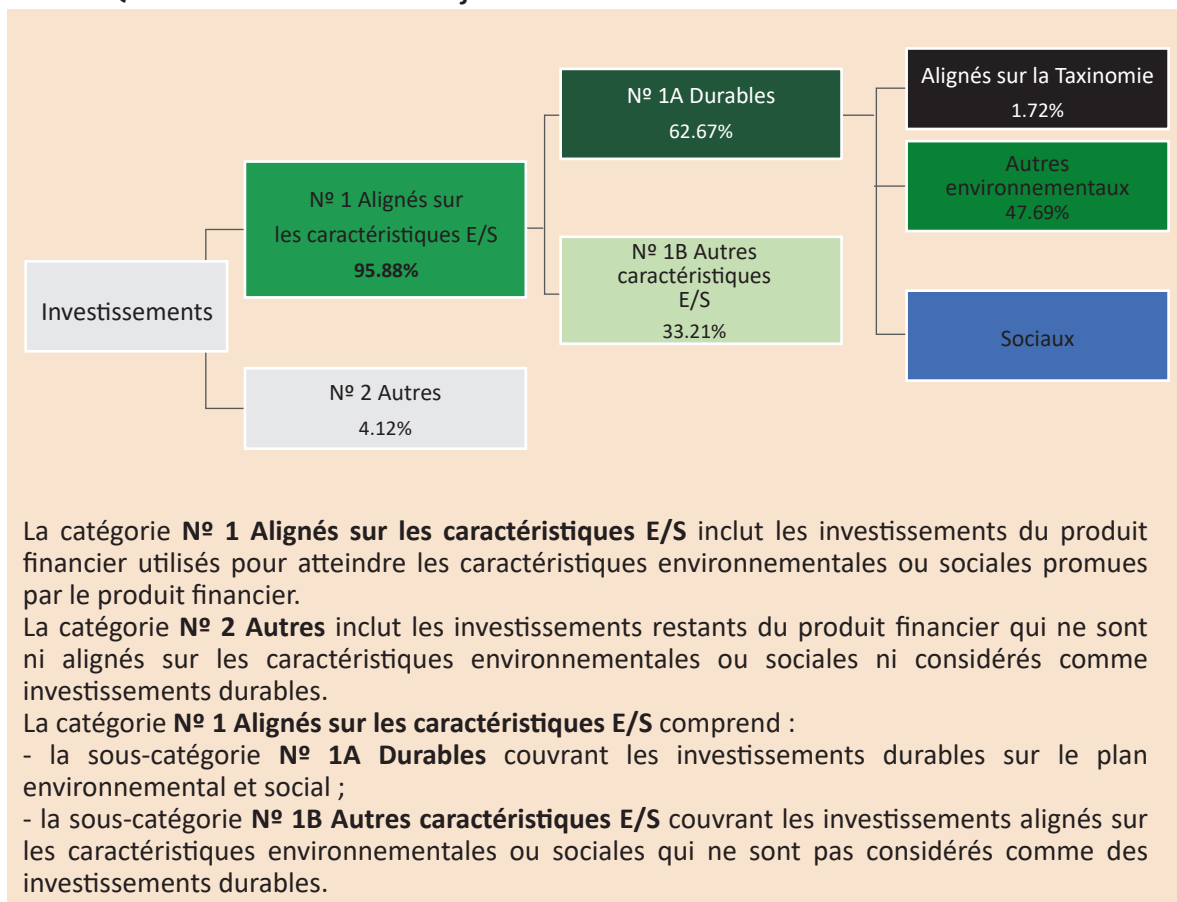 Investissements
Nº 1 Alignés sur
les caractéristiques E/S
95.88%
Nº 2 Autres
4.12%
Nº 1A Durables
62.67%
Nº 1B Autres
caractéristiques
E/S
33.21%
Alignés sur la Taxinomie
1.72%
Autres
environnementaux
47.69%
Sociaux
La catégorie Nº 1 Alignés sur les caractéristiques E/S inclut les investissements du produit
financier utilisés pour atteindre les caractéristiques environnementales ou sociales promues
par le produit financier.
La catégorie Nº 2 Autres inclut les investissements restants du produit financier qui ne sont
ni alignés sur les caractéristiques environnementales ou sociales ni considérés comme
investissements durables.
La catégorie Nº 1 Alignés sur les caractéristiques E/S comprend :
- la sous-catégorie Nº 1A Durables couvrant les investissements durables sur le plan
environnemental et social ;
- la sous-catégorie Nº 1B Autres caractéristiques E/S couvrant les investissements alignés sur
les caractéristiques environnementales ou sociales qui ne sont pas considérés comme des
investissements durables.